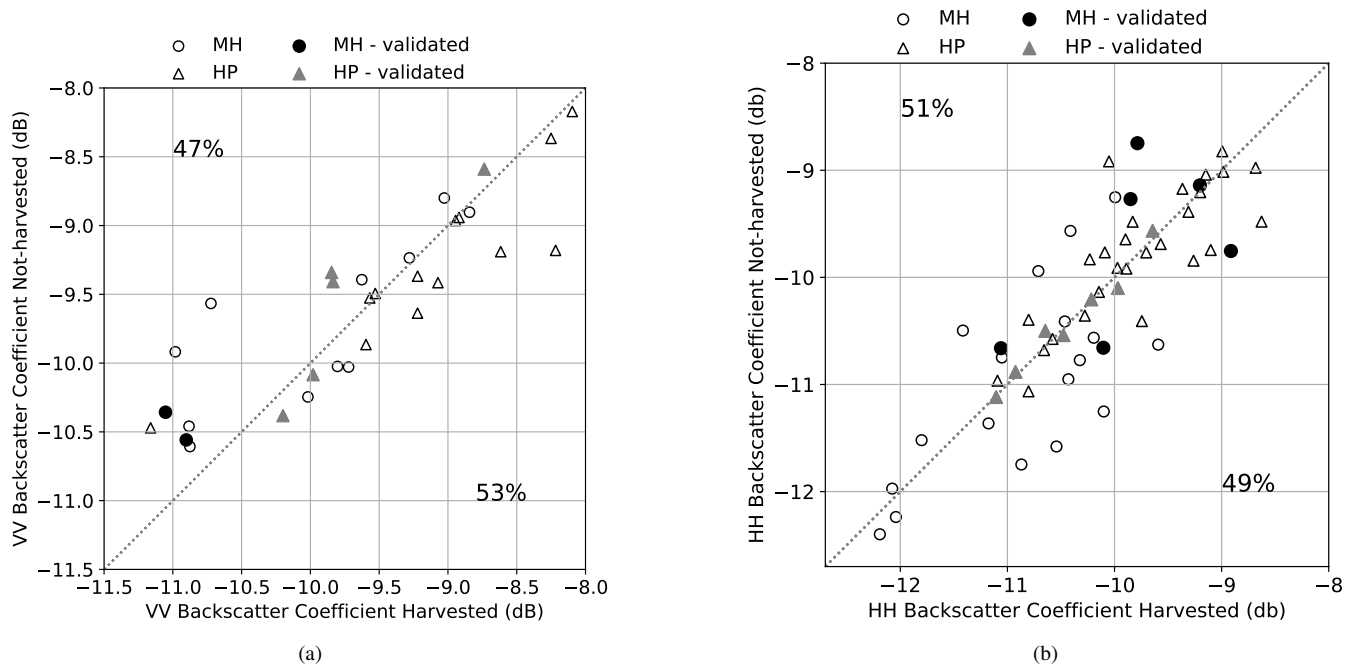 MH MH - validated
HP HP - validated
−8.0
−8.5
−9.0
−9.5
−10.0
−10.5
−11.0
−11.5
VV Backscatter Coefficient Not-harvested (dB)
47%
53%
−11.5 −11.0 −10.5 −10.0 −9.5 −9.0 −8.5 −8.0
VV Backscatter Coefficient Harvested (dB)
(a)
MH MH - validated
HP HP - validated
−8
−9
−10
−11
−12
HH Backscatter Coefficient Not-harvested (db)
51%
49%
−12 −11 −10 −9 −8
HH Backscatter Coefficient Harvested (db)
(b)